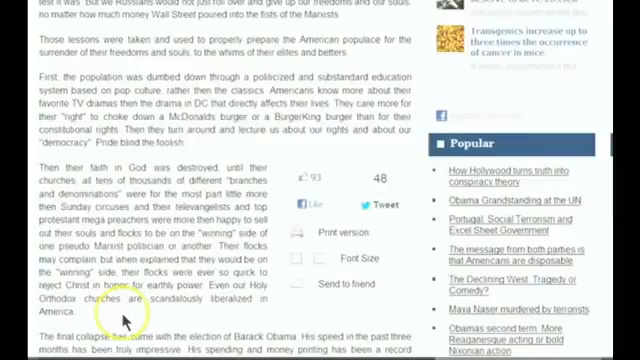 test it was. But we Russians would not just roll over and give up our freedoms and our souls,
no matter how much money Wall Street poured into the fists of the Marxists
Those lessons were taken and used to properly prepare the American populace for the
surrender of their freedoms and souls, to the whims of their elites and betters.
First, the population was dumbed down through a politicized and substandard education
system based on pop culture, rather then the classics. Americans know more about their
favorite TV dramas then the drama in DC that directly affects their lives. They care more for
their "right" to choke down a McDonalds burger or a BurgerKing burger than for their
constitutional rights. Then they turn around and lecture us about our rights and about our
"democracy". Pride blind the foolish.
Then their faith in God was destroyed, until their
churches, all tens of thousands of different "branches
and denominations" were for the most part little more
then Sunday circuses and their televangelists and top
protestant mega preachers were more then happy to sell
out their souls and flocks to be on the "winning" side of
one pseudo Marxist politician or another. Their flocks
may complain, but when explained that they would be on
the "winning" side, their flocks were ever so quick to
reject Christ in hopes for earthly power. Even our Holy
Orthodox churches are scandalously liberalized in
America.
The final collapse has come with the election of Barack Obama. His speed in the past three
months has been truly impressive. His spending and money printing has been a record
93
48
Like
Tweet
Print version
Font Size
Send to friend
Transgenics increase up to
three times the occurrence
of cancer in mice
Popular
How Hollywood turns truth into
conspiracy theory
Obama Grandstanding at the UN
Portugal, Social Terrorism and
Excel Sheet Government
The message from both parties is
that Americans are disposable
The Declining West: Tragedy or
Comedy?
Maya Naser murdered by terrorists
Obamas second term: More
Reaganesque acting or bold
Nixonian action